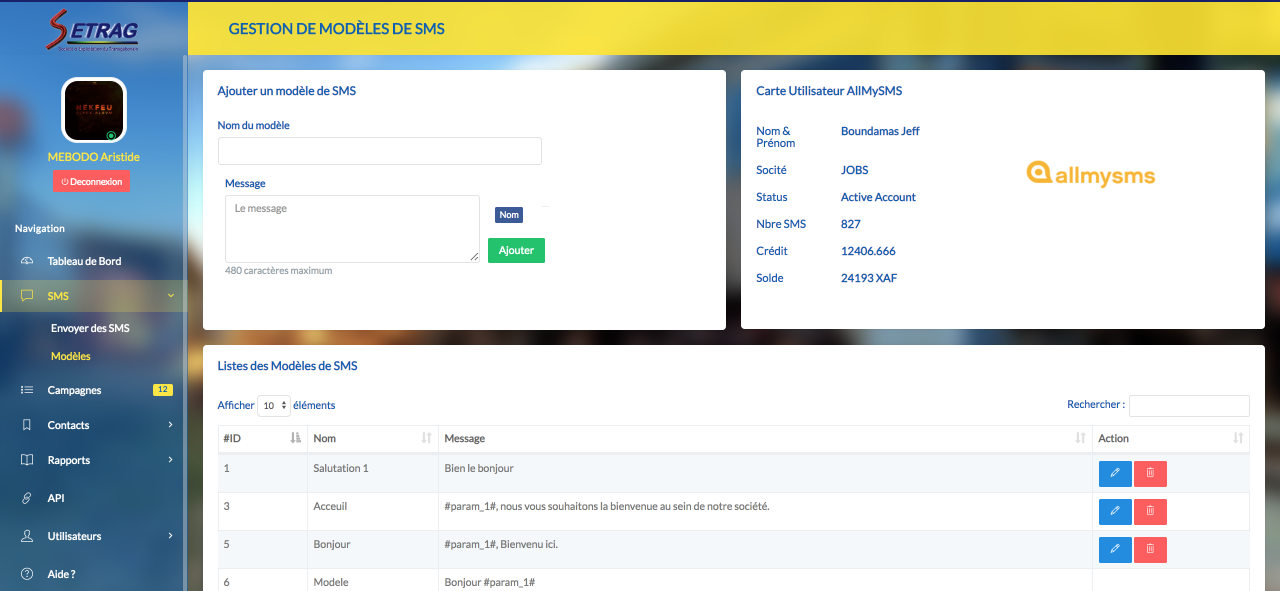 SETRAG
Société d'Exploitation du Transgabonais
GESTION DE MODÈLES DE SMS
NEKFEU
MEBODO Aristide
Deconnexion
Navigation
Tableau de Bord
SMS
Envoyer des SMS
Modèles
Campagnes 12
Contacts
Rapports
API
Utilisateurs
Aide ?
Ajouter un modèle de SMS
Nom du modèle
Message
Le message
Nom
Ajouter
480 caractères maximum
Carte Utilisateur AllMySMS
Nom & Prénom Boundamas Jeff
Socité JOBS
Status Active Account
Nbre SMS 827
Crédit 12406.666
Solde 24193 XAF
allmysms
Listes des Modèles de SMS
Afficher 10 éléments
Rechercher :
#ID Nom Message Action
1 Salutation 1 Bien le bonjour
3 Acceuil #param_1#, nous vous souhaitons la bienvenue au sein de notre société.
5 Bonjour #param_1#, Bienvenu ici.
6 Modele Bonjour #param_1#